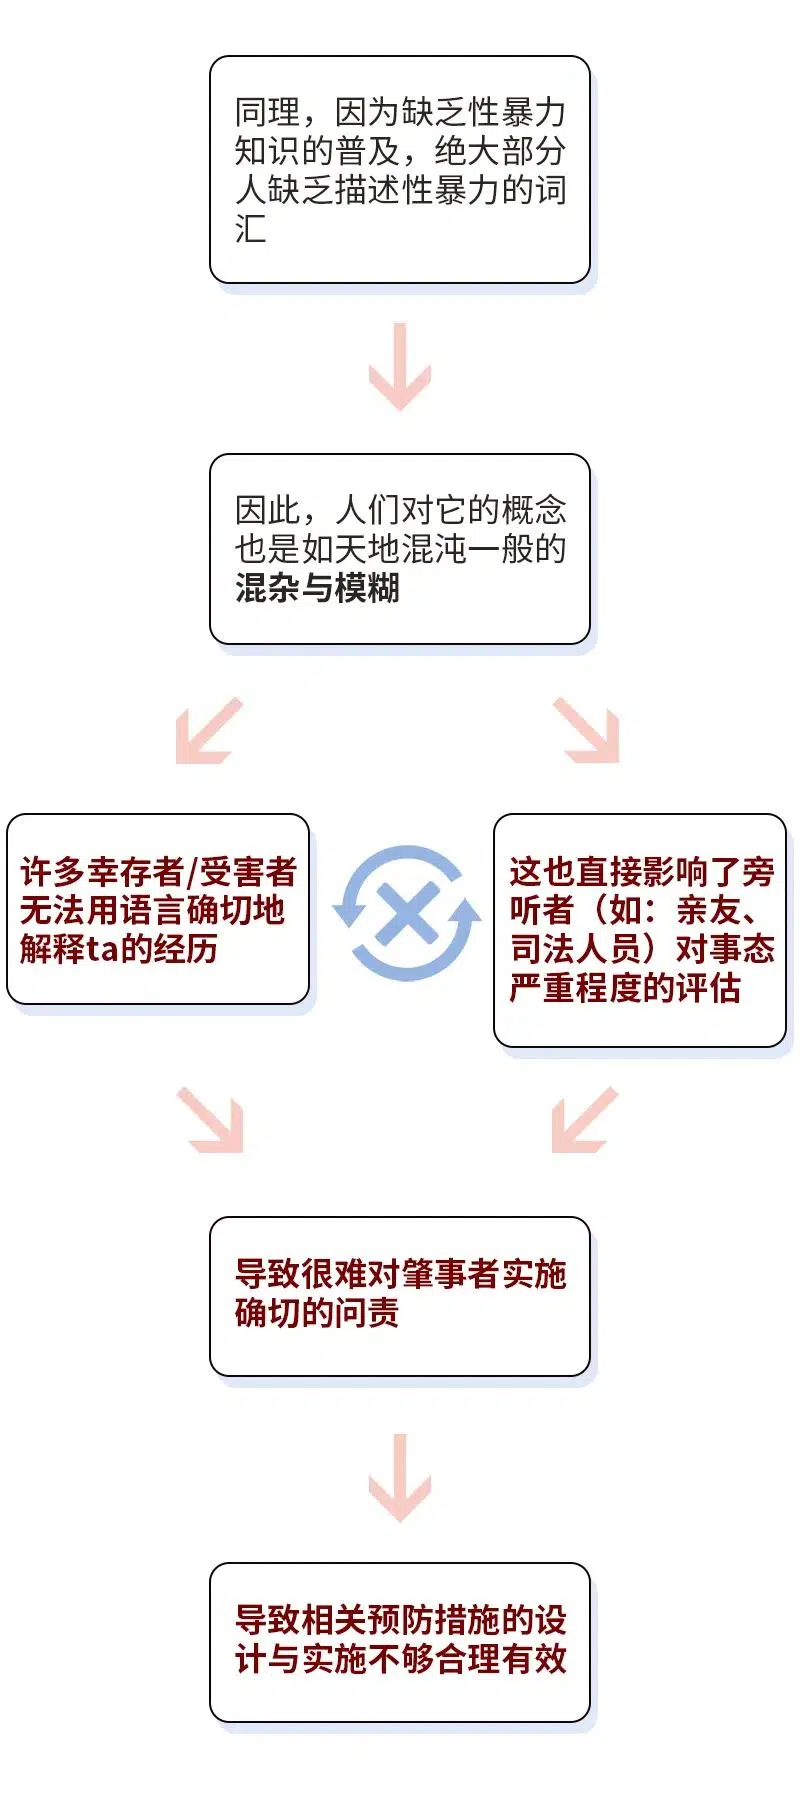 同理，因为缺乏性暴力
知识的普及，绝大部分
人缺乏描述性暴力的词
汇
因此，人们对它的概念
也是如天地混沌一般的
混杂与模糊
许多幸存者/受害者
无法用语言确切地
解释ta的经历
这也直接影响了旁
听者（如：亲友、
司法人员）对事态
严重程度的评估
导致很难对肇事者实施
确切的问责
导致相关预防措施的设
计与实施不够合理有效